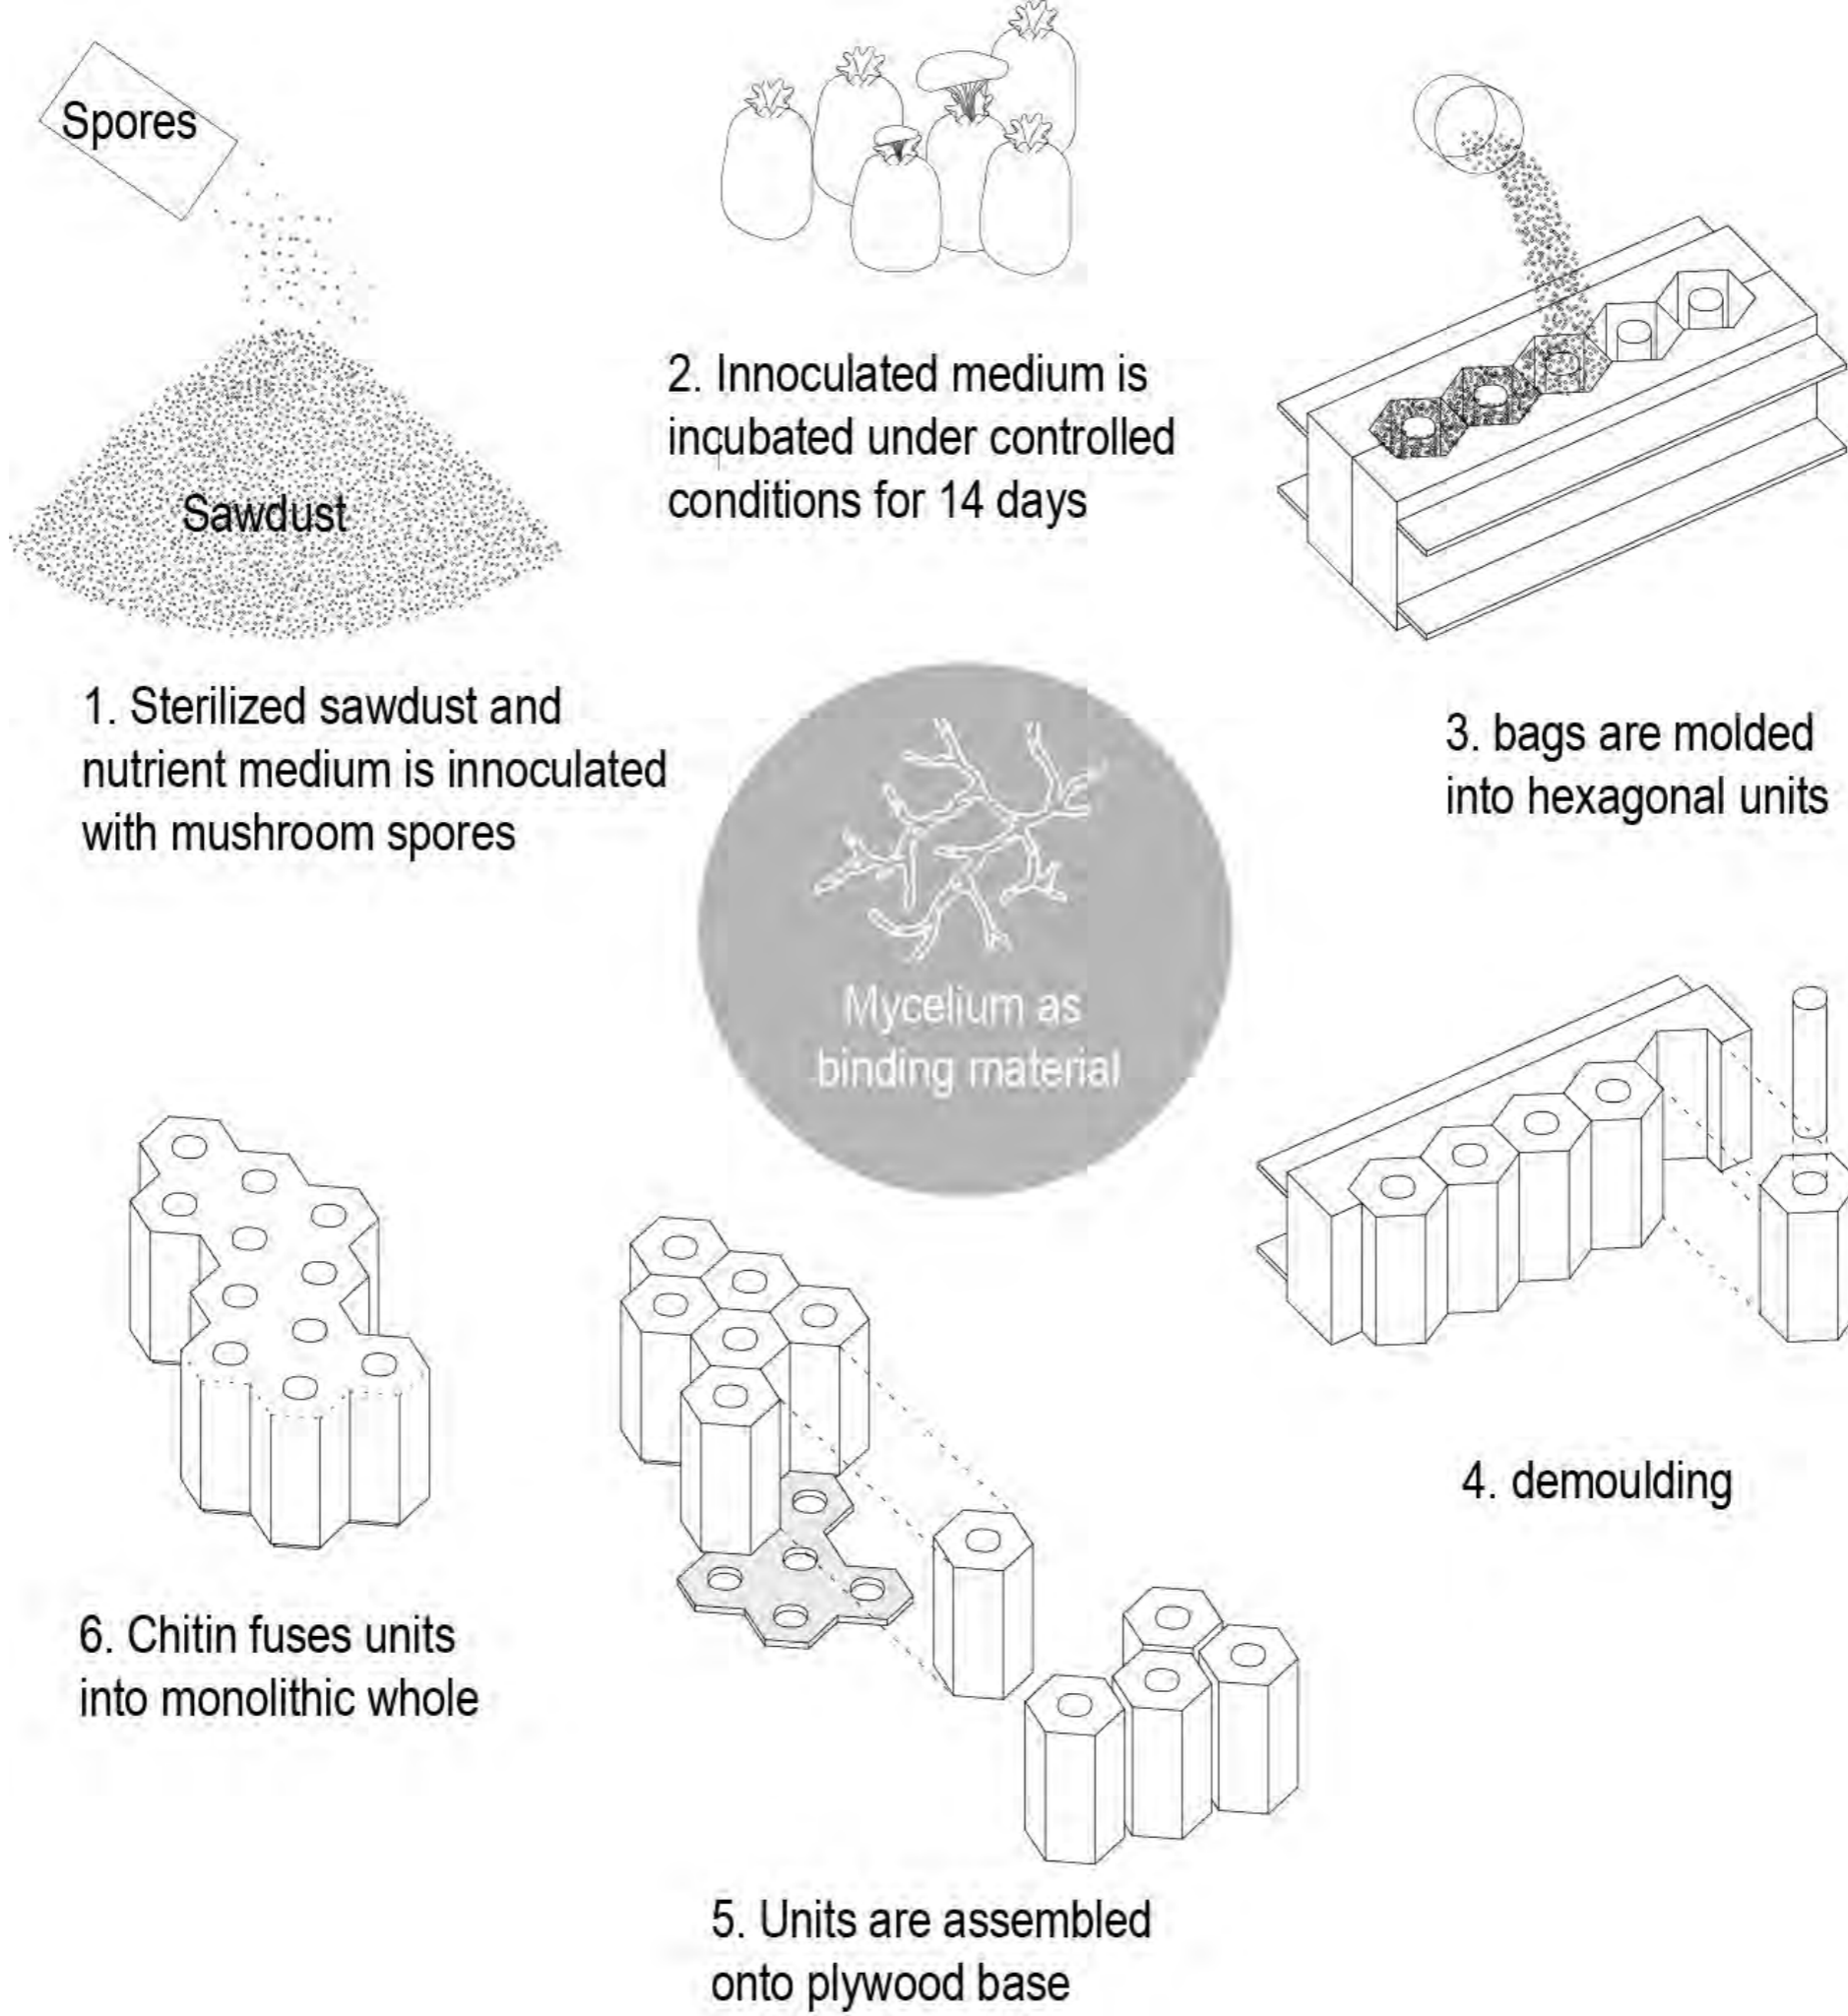 Spores
Sawdust
1. Sterilized sawdust and
nutrient medium is innoculated
with mushroom spores
2. Innoculated medium is
incubated under controlled
conditions for 14 days
3. bags are molded
into hexagonal units
Mycelium as
binding material
4. demoulding
5. Units are assembled
onto plywood base
6. Chitin fuses units
into monolithic whole